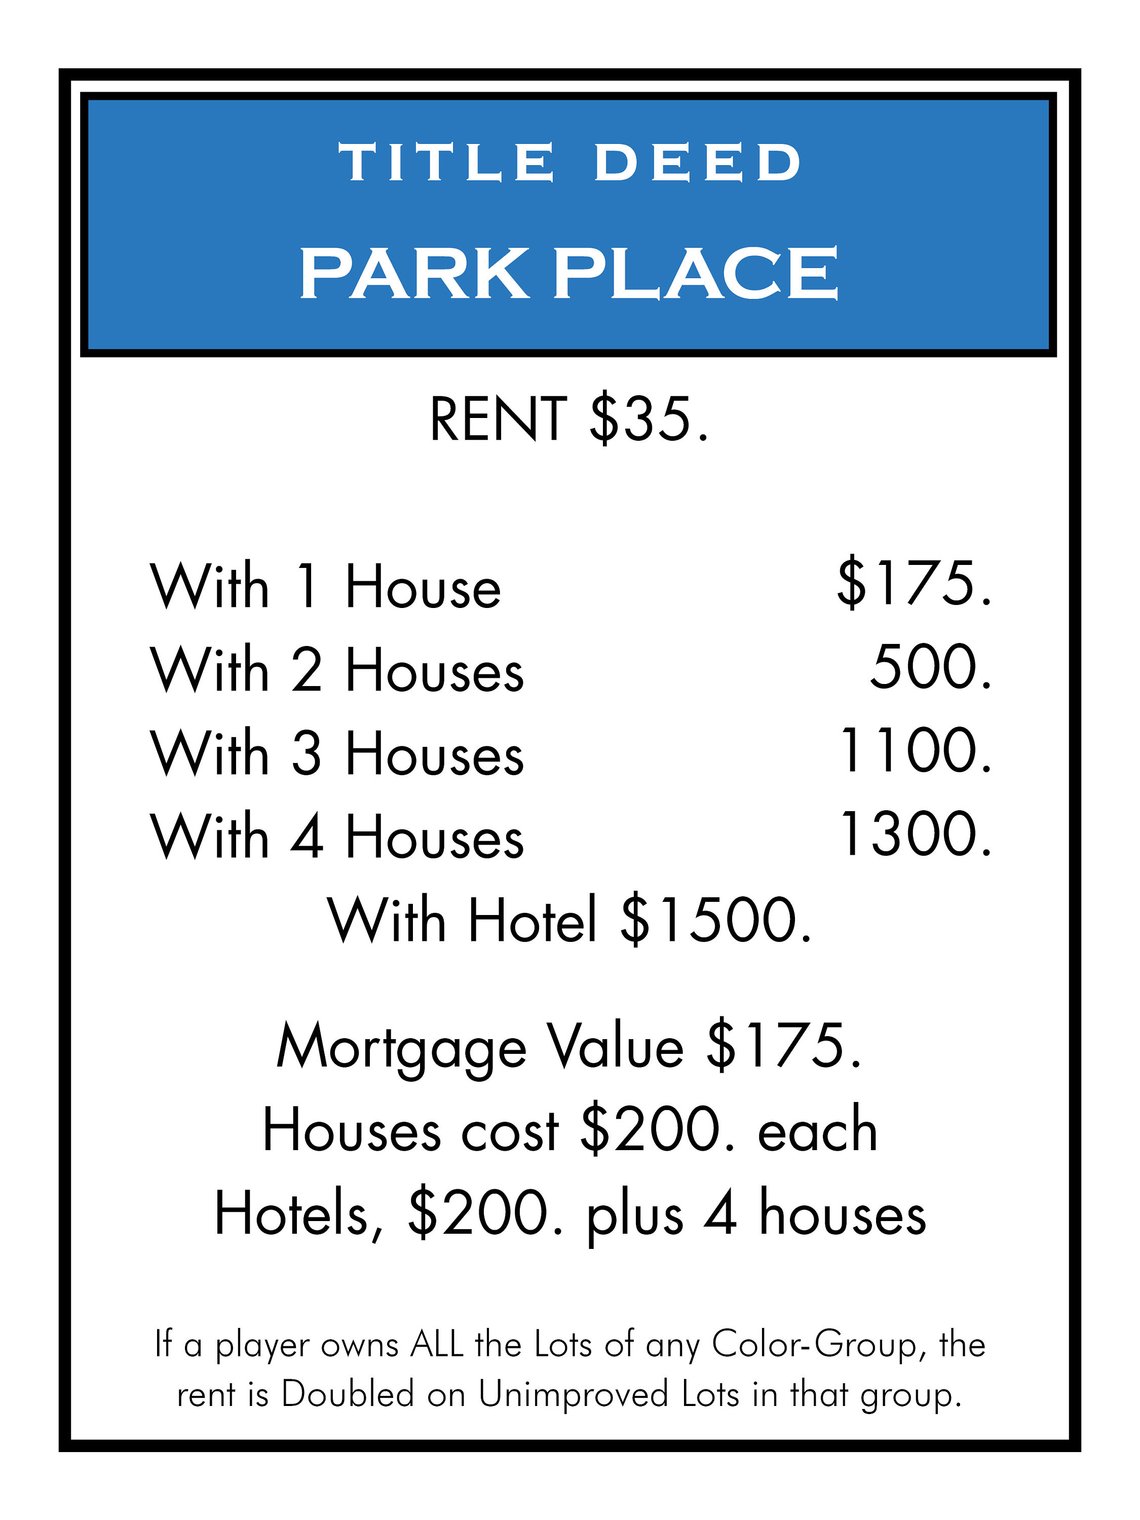 TITLE DEED
PARK PLACE
RENT $35.
With 1 House $175.
With 2 Houses 500.
With 3 Houses 1100.
With 4 Houses 1300.
With Hotel $1500.
Mortgage Value $175.
Houses cost $200. each
Hotels, $200. plus 4 houses
If a player owns ALL the Lots of any Color-Group, the
rent is Doubled on Unimproved Lots in that group.